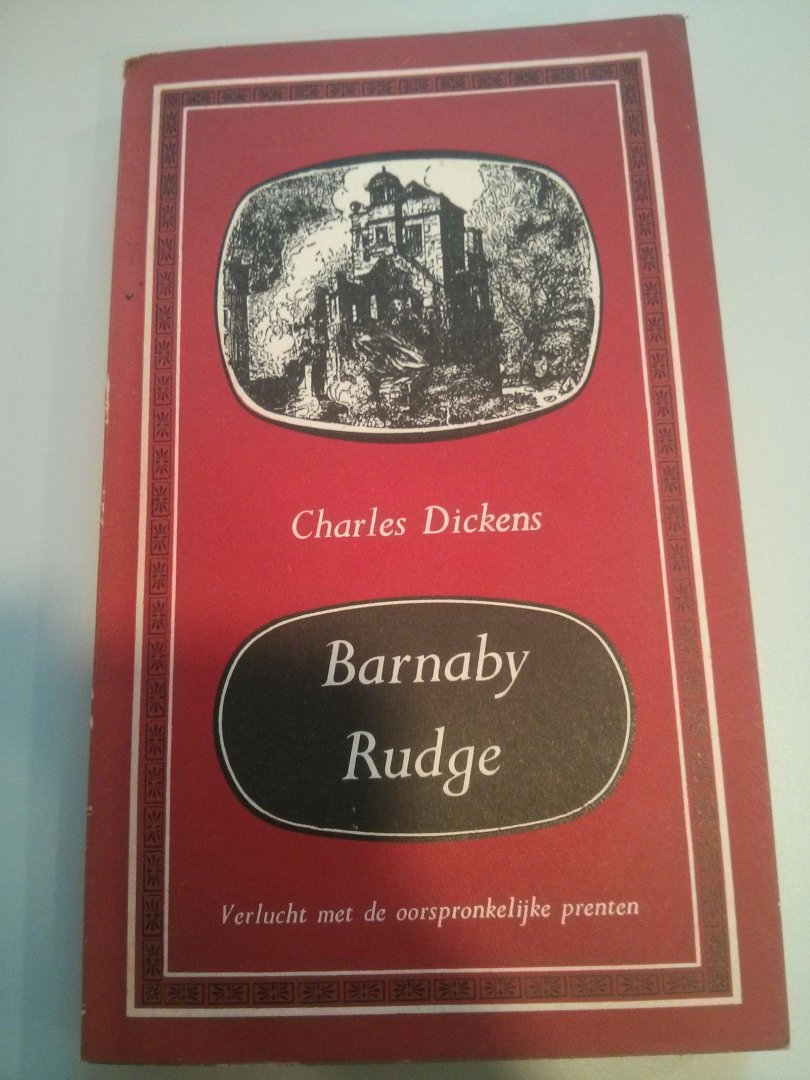 Charles Dickens
Barnaby
Rudge
Verlucht met de oorspronkelijke prenten